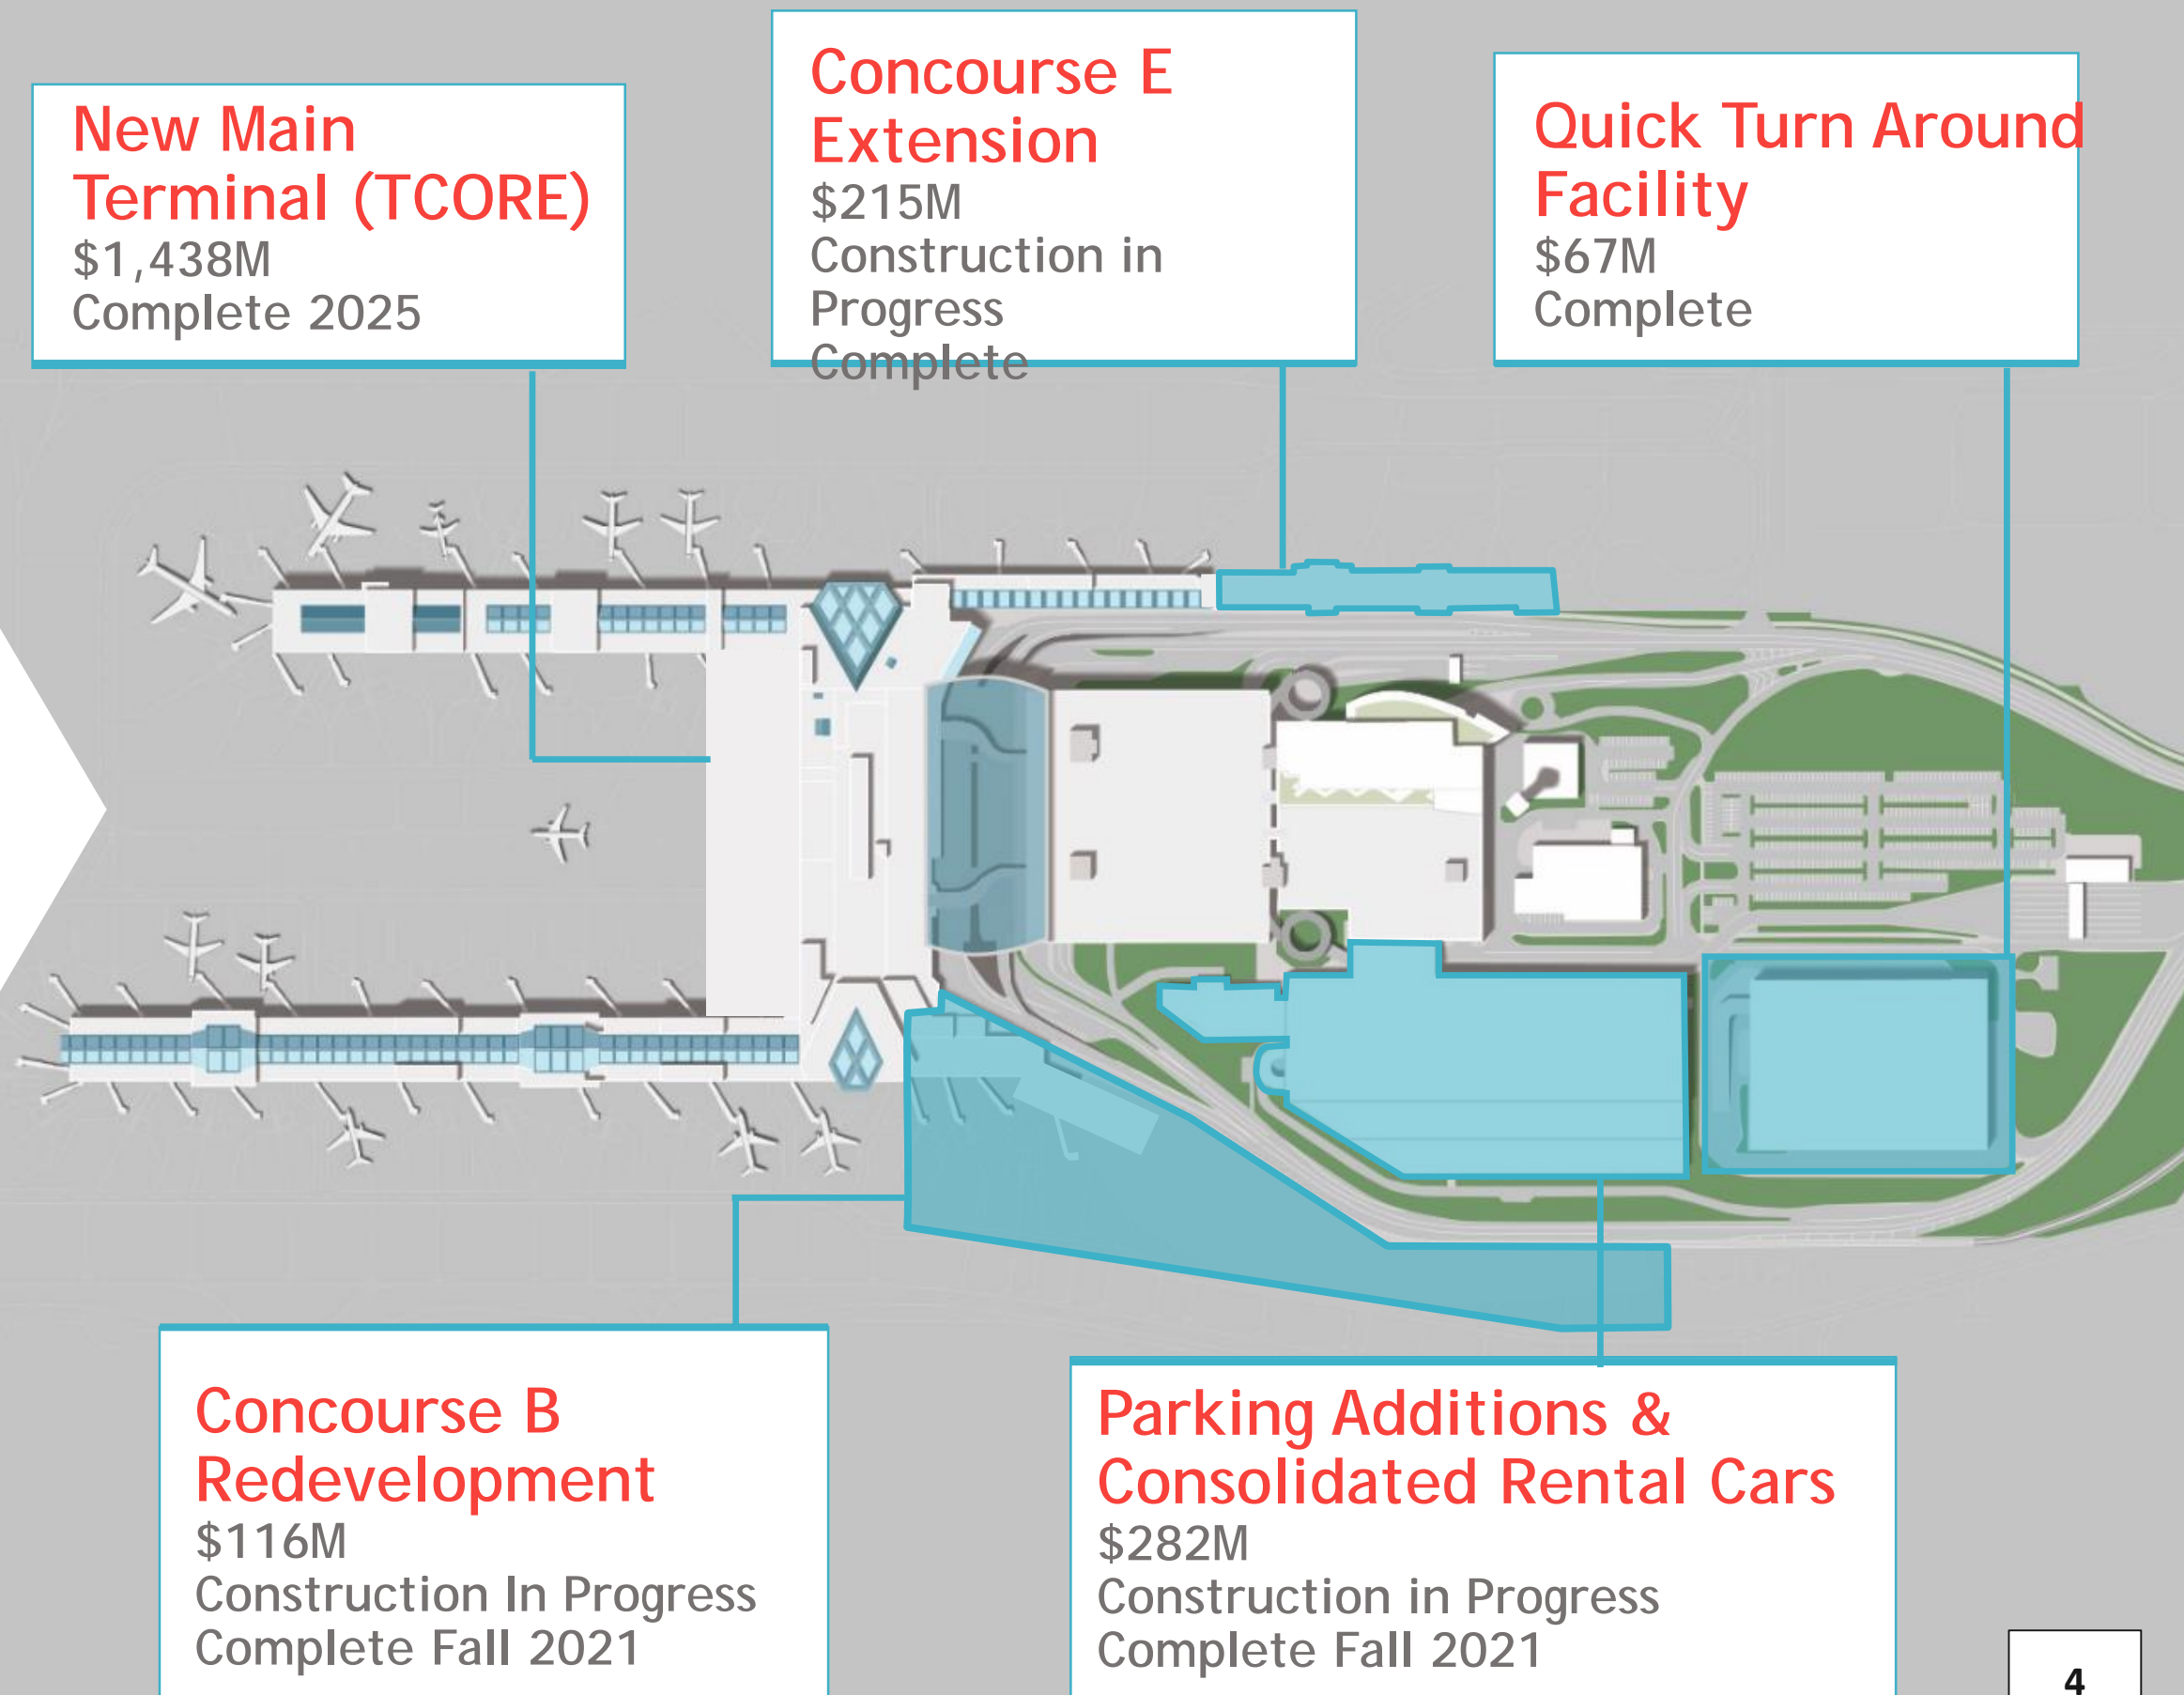 New Main
Terminal (TCORE)
$1,438M
Complete 2025
Concourse E
Extension
$215M
Construction in
Progress
Complete
Quick Turn Around
Facility
$67M
Complete
Concourse B
Redevelopment
$116M
Construction In Progress
Complete Fall 2021
Parking Additions &
Consolidated Rental Cars
$282M
Construction in Progress
Complete Fall 2021
4